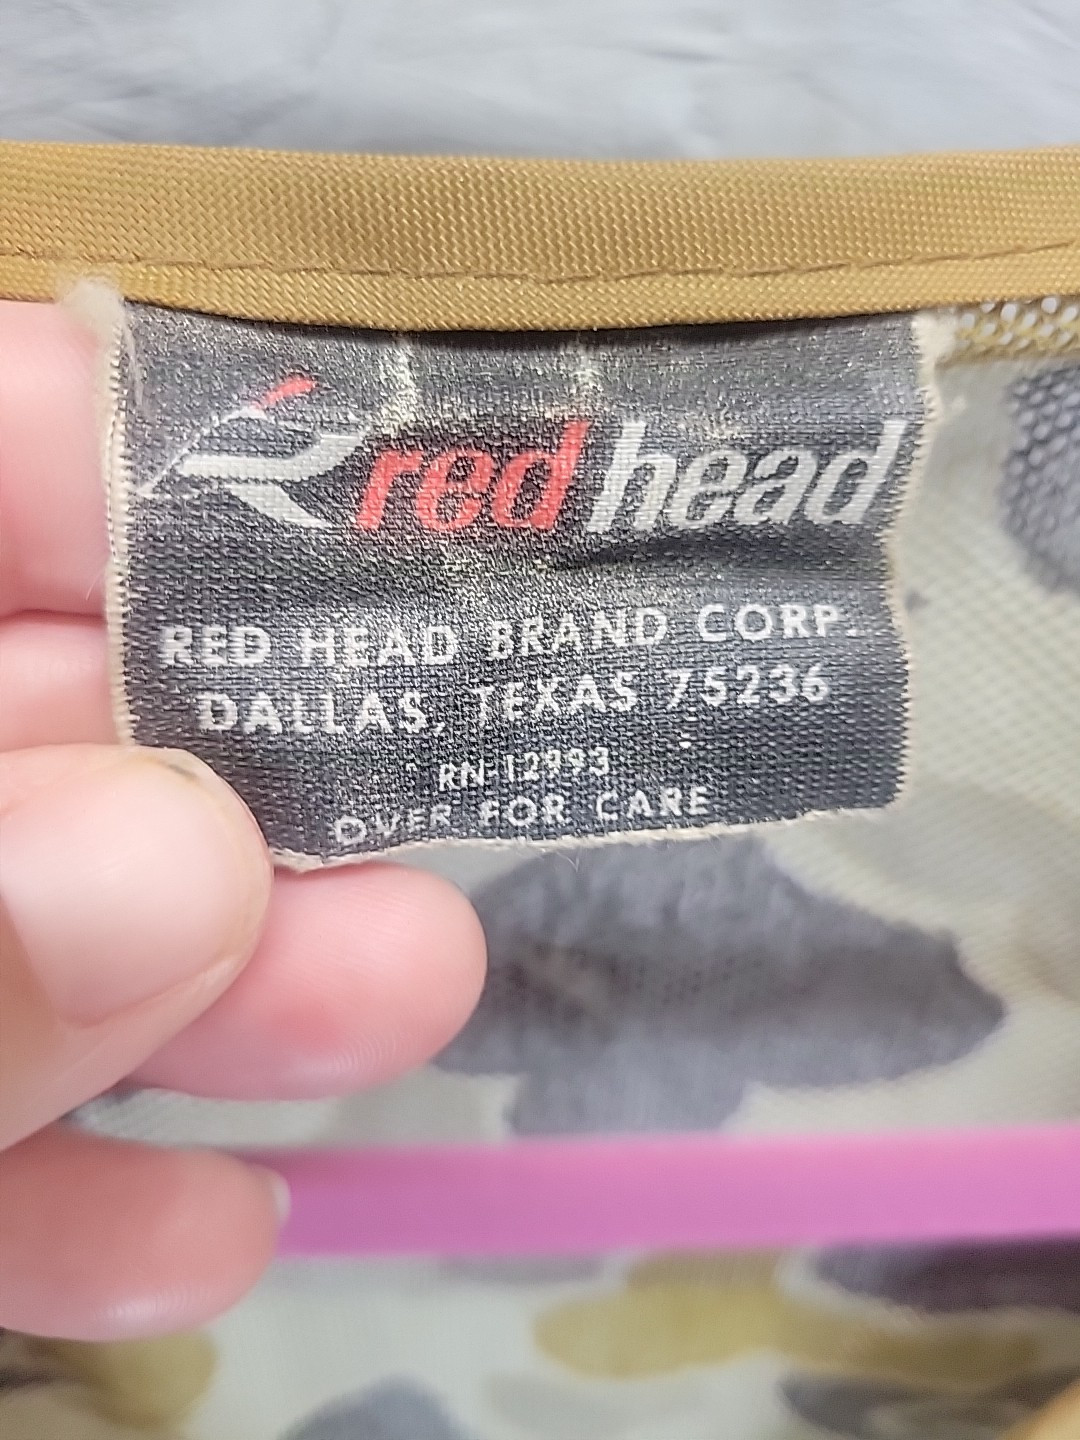 red head
RED HEAD BRAND CORP.
DALLAS, TEXAS 75236
RN-12993
OVER FOR CARE